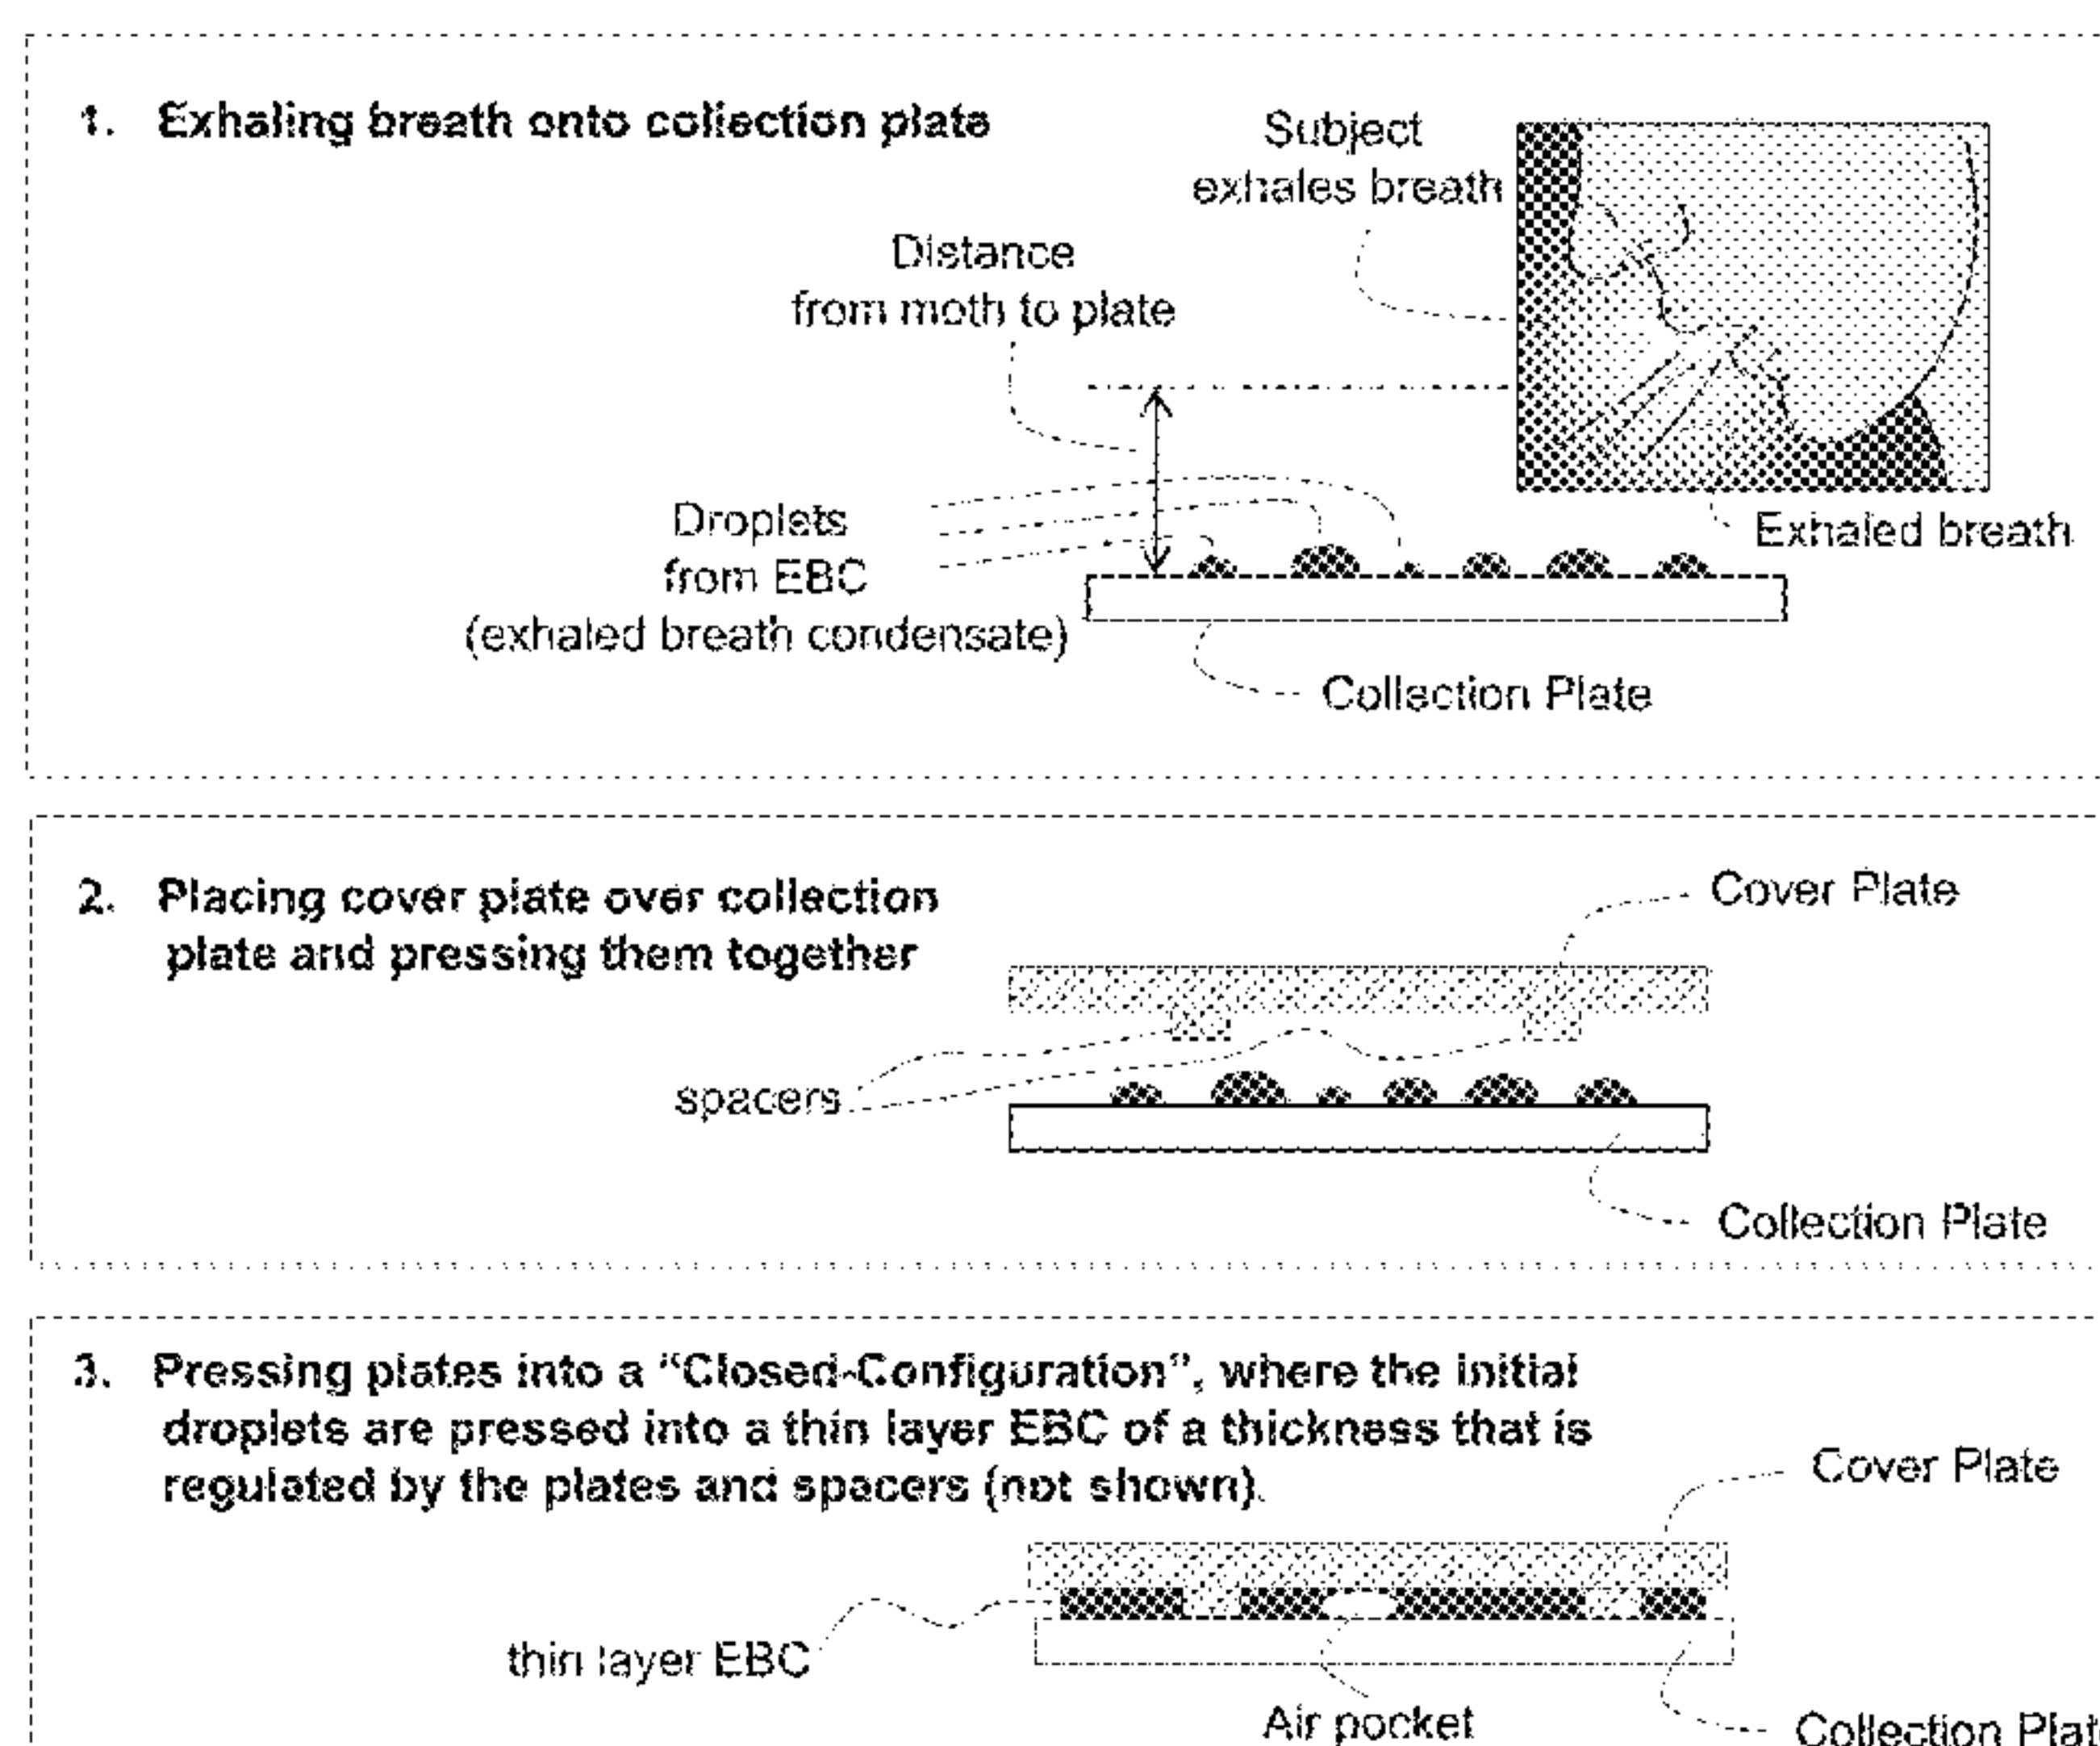 1. Exhaling breath onto collection plate
Subject
exhales breath
Distance
from moth to plate
Droplets
from EBC
(exhaled breath condensate)
Exhaled breath
Collection Plate
2. Placing cover plate over collection
plate and pressing them together
Cover Plate
spacers
Collection Plate
3. Pressing plates into a “Closed-Configuration”, where the initial
droplets are pressed into a thin layer EBC of a thickness that is
regulated by the plates and spacers (not shown).
Cover Plate
thin layer EBC
Air pocket
Collection Plat